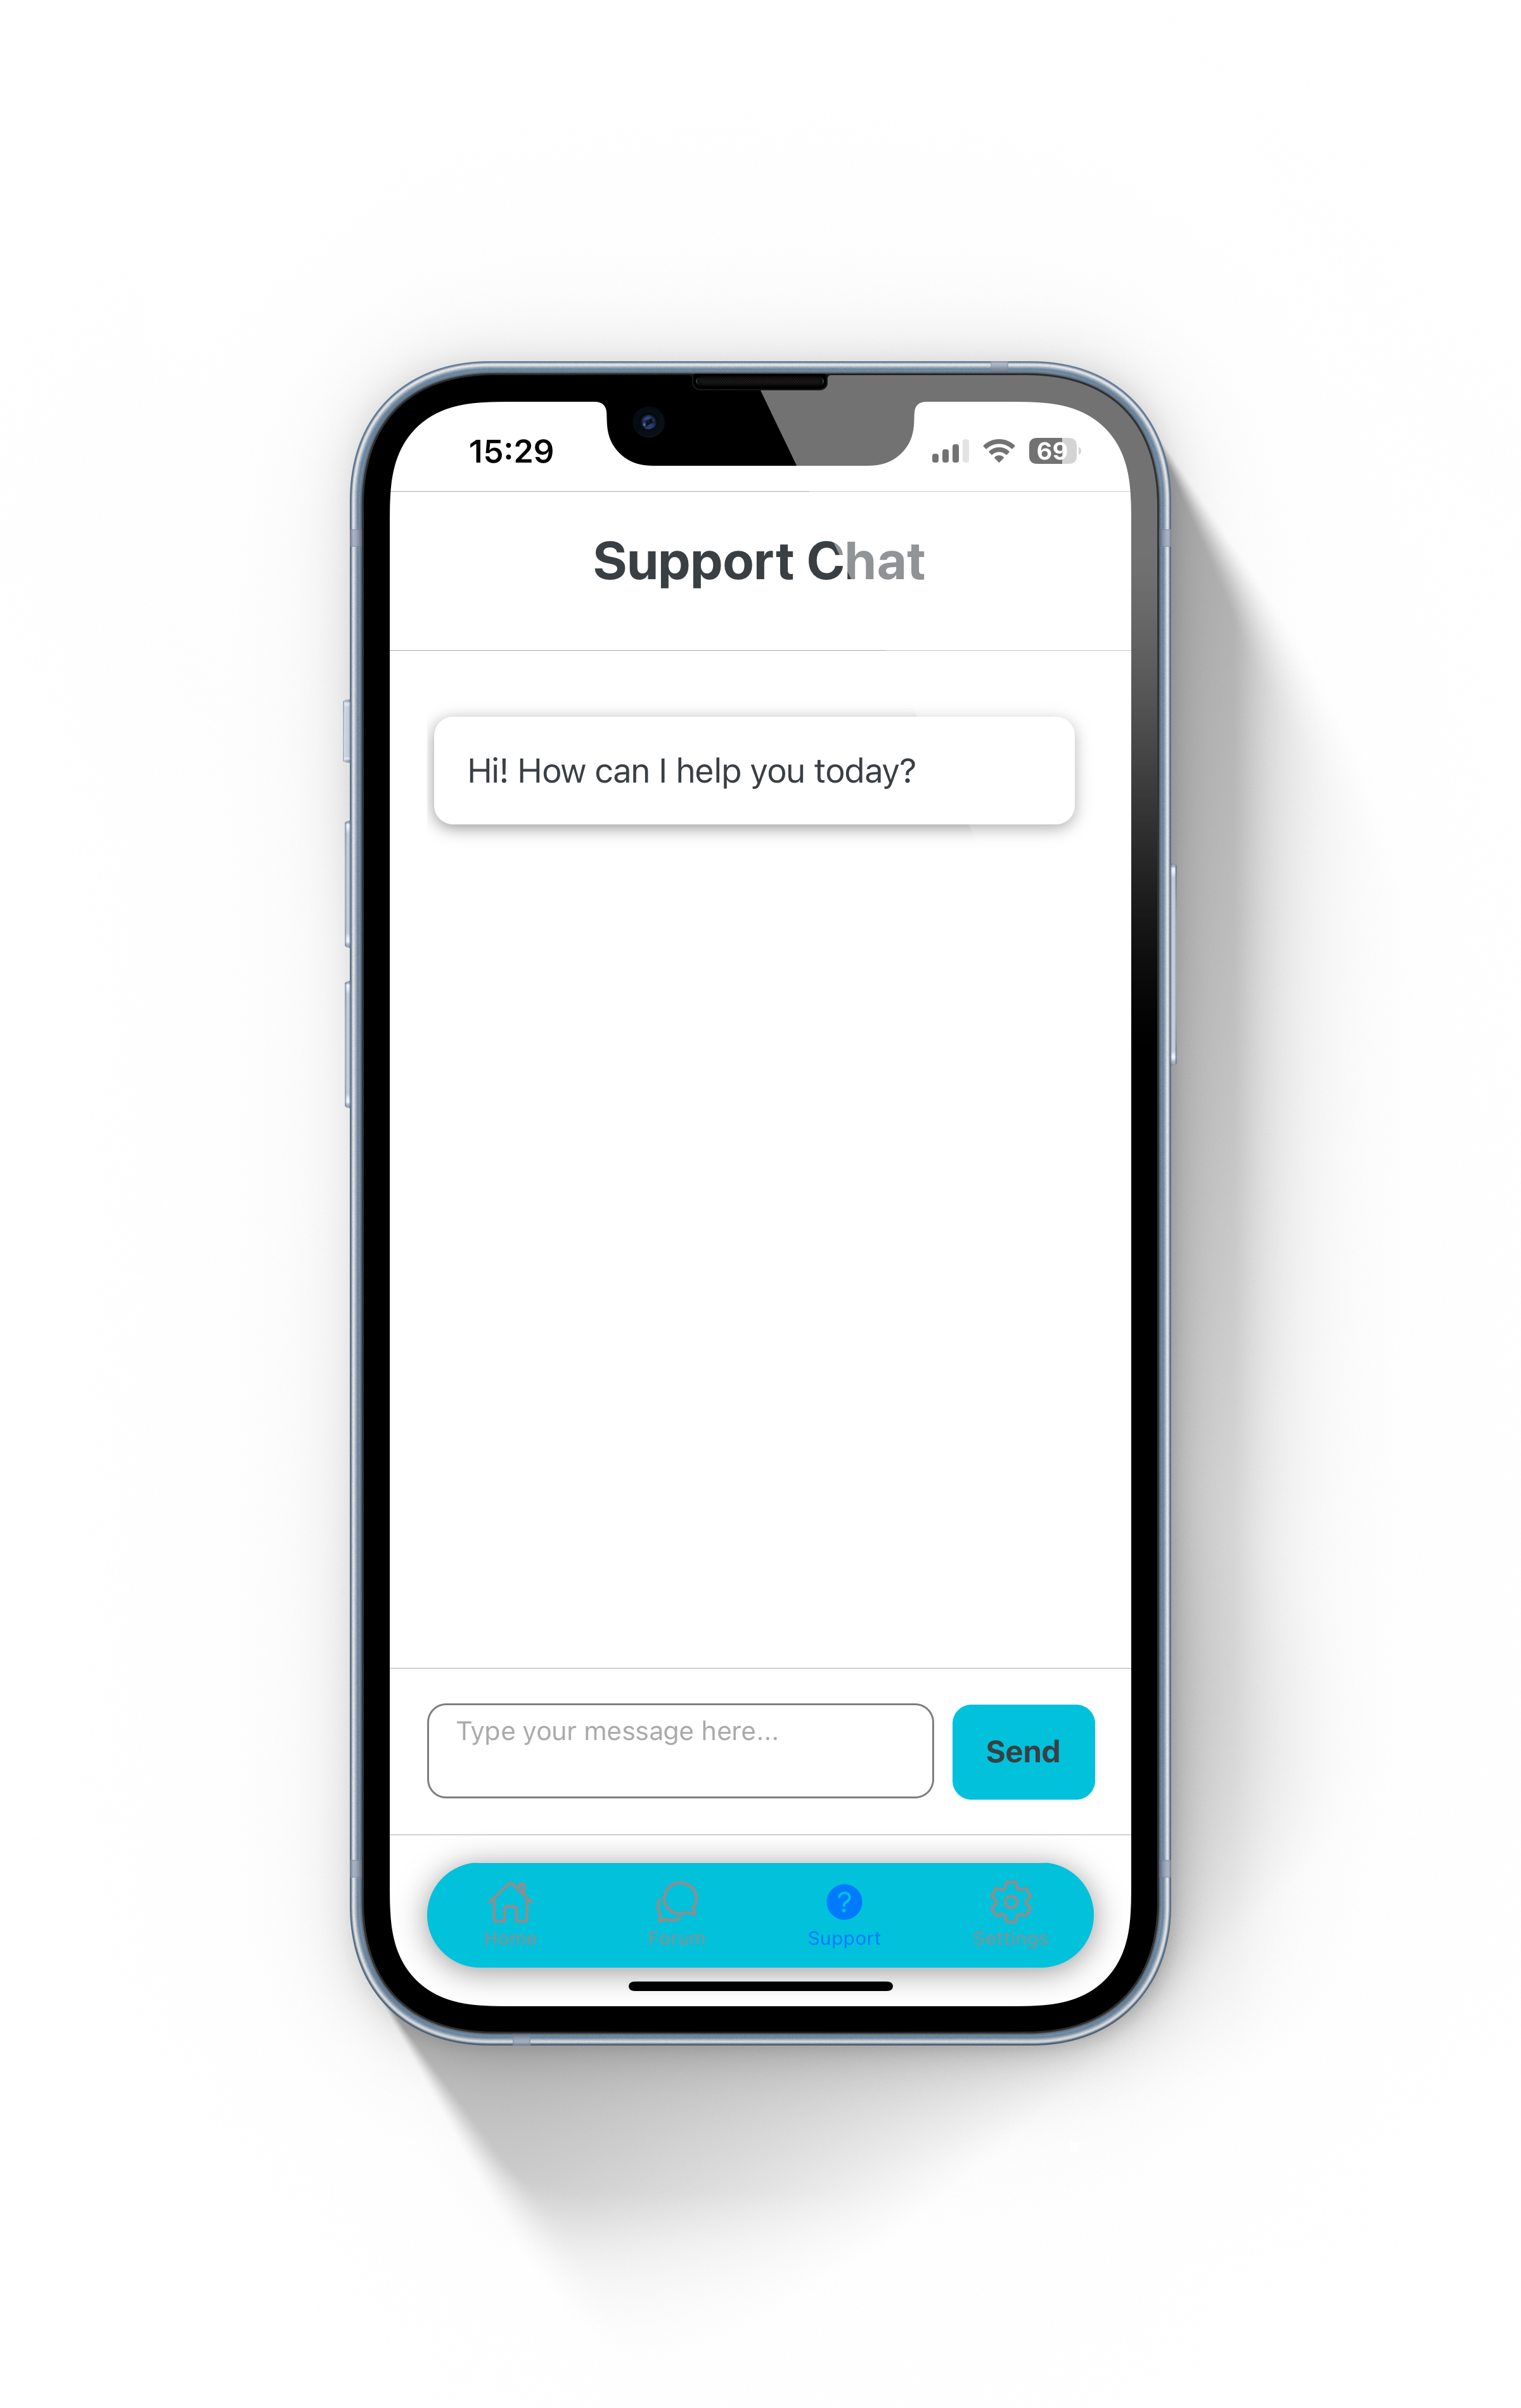 15:29
69
Support Chat
Hi! How can I help you today?
Type your message here...
Send
?
Home
Forum
Support
Settings